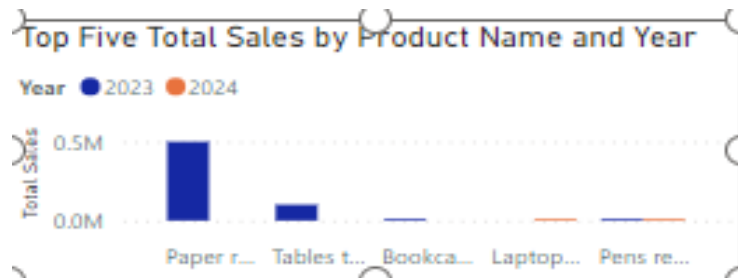 Top Five Total Sales by Product Name and Year
Year 2023 2024
Total Sales
0.5M
0.0M
Paper r... Tables t... Bookca... Laptop... Pens re...